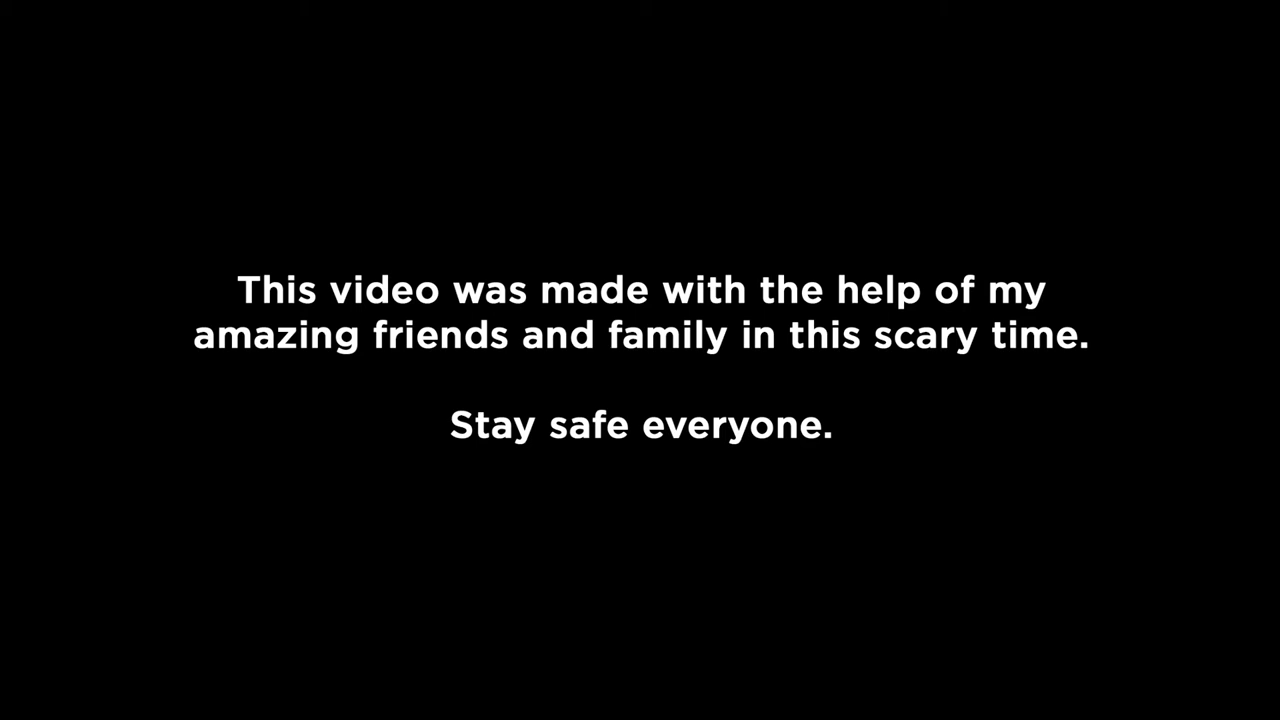 This video was made with the help of my
amazing friends and family in this scary time.
Stay safe everyone.